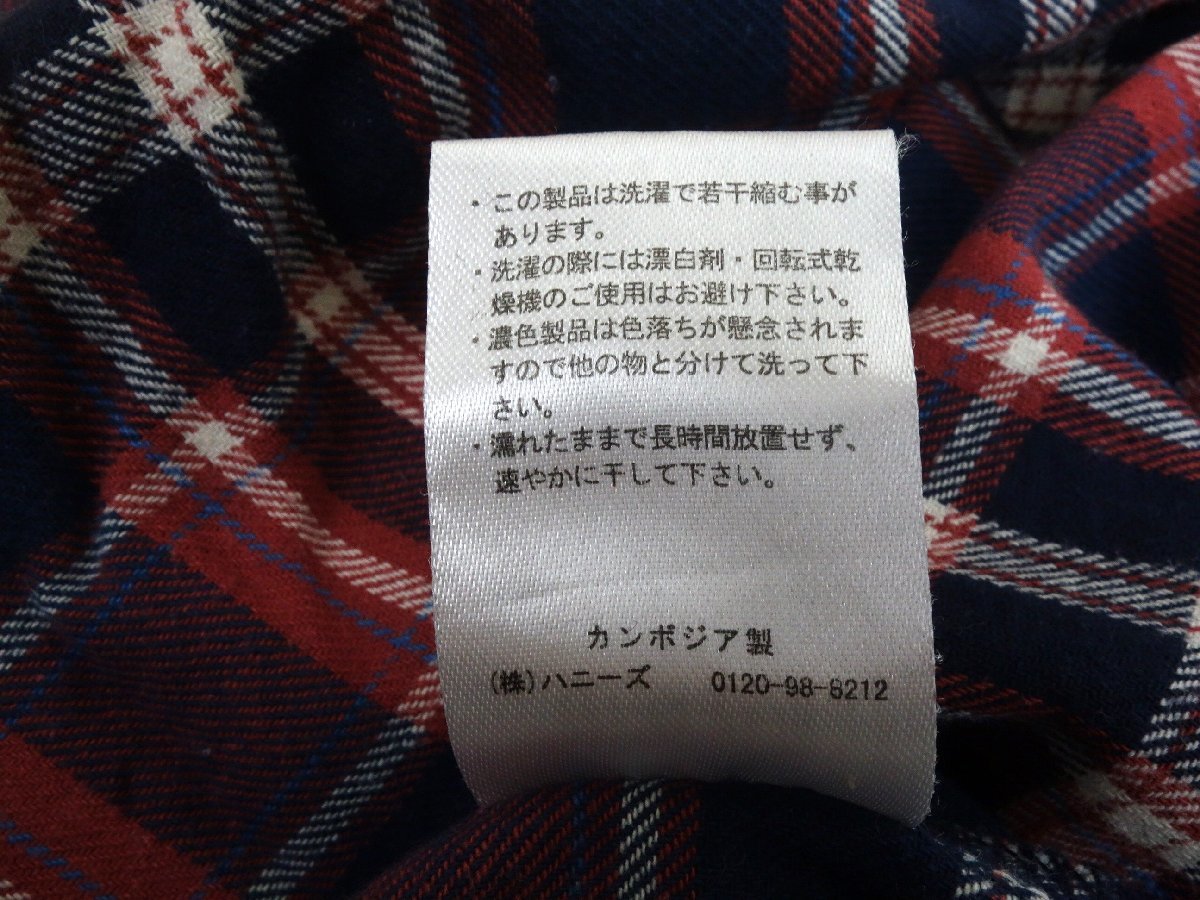 ・この製品は洗濯で若干縮む事が
あります。
・洗濯の際には漂白剤・回転式乾
燥機のご使用はお避け下さい。
・濃色製品は色落ちが懸念されま
すので他の物と分けて洗って下
さい。
・濡れたままで長時間放置せず、
速やかに干して下さい。
カンボジア製
(株)ハニーズ 0120-98-8212